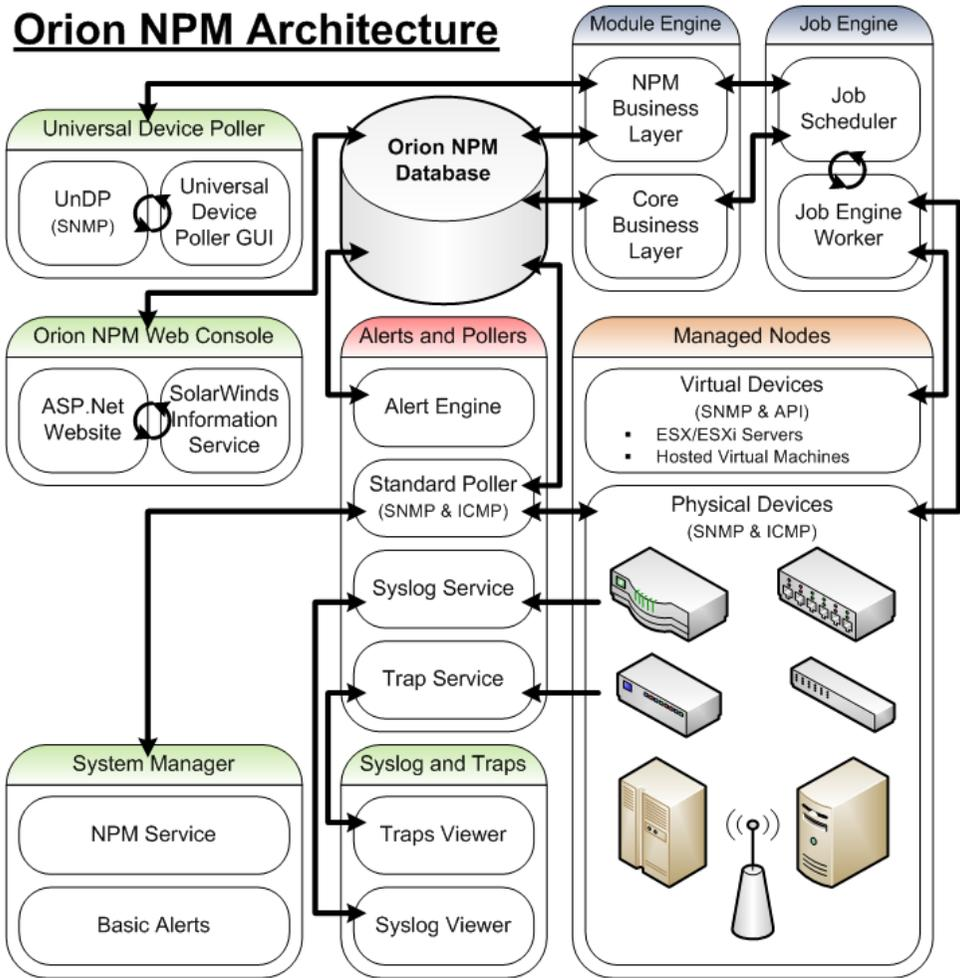 Orion NPM Architecture
Module Engine
NPM
Business
Layer
Core
Business
Layer
Job Engine
Job
Scheduler
Job Engine
Worker
Universal Device Poller
UnDP
(SNMP)
Universal
Device
Poller GUI
Orion NPM
Database
Orion NPM Web Console
ASP.Net
Website
SolarWinds
Information
Service
Alerts and Pollers
Alert Engine
Standard Poller
(SNMP & ICMP)
Syslog Service
Trap Service
Managed Nodes
Virtual Devices
(SNMP & API)
▪ ESX/ESXi Servers
▪ Hosted Virtual Machines
Physical Devices
(SNMP & ICMP)
System Manager
NPM Service
Basic Alerts
Syslog and Traps
Traps Viewer
Syslog Viewer